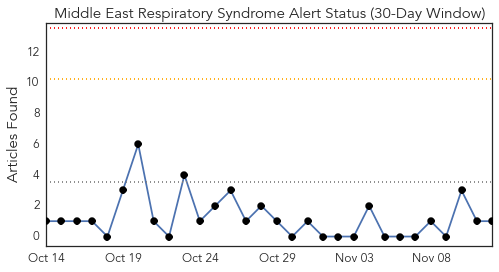 Middle East Respiratory Syndrome Alert Status (30-Day Window)
Articles Found
12
10
8
6
4
2
0
Oct 14 Oct 19 Oct 24 Oct 29 Nov 03 Nov 08